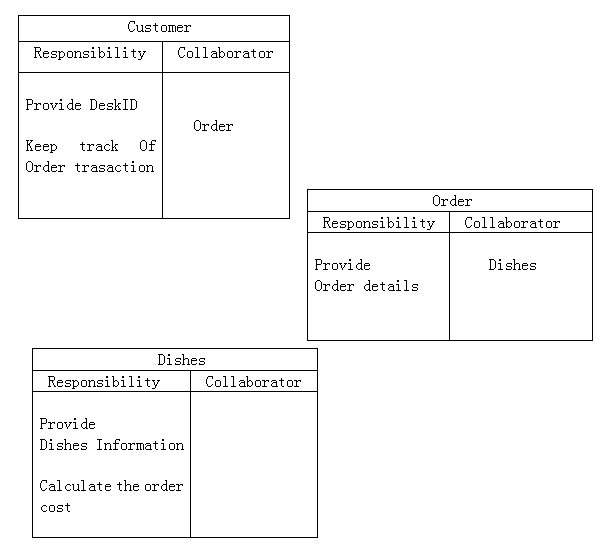 Customer
Responsibility Collaborator
Provide DeskID
Order
Keep track Of
Order trasaction
Order
Responsibility Collaborator
Provide Dishes
Order details
Dishes
Responsibility Collaborator
Provide
Dishes Information
Calculate the order
cost